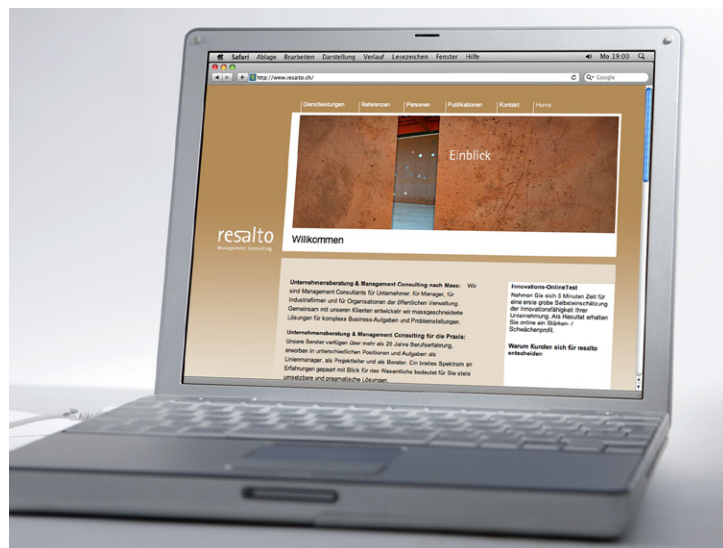 Safari Ablage Bearbeiten Darstellung Verlauf Lesezeichen Fenster Hilfe Mo 19:00
http://www.resalto.ch/ Google
Dienstleistungen Referenzen Personen Publikationen Kontakt Home
Einblick
resalto
Management Consulting
Willkommen
Unternehmensberatung & Management Consulting nach Mass: Wir
sind Management Consultants für Unternehmer, für Manager, für
Industriefirmen und für Organisationen der öffentlichen Verwaltung.
Gemeinsam mit unseren Klienten entwickeln wir massgeschneiderte
Lösungen für komplexe Business-Aufgaben und Problemstellungen.
Unternehmensberatung & Management Consulting für die Praxis:
Unsere Berater verfügen über mehr als 20 Jahre Berufserfahrung,
erworben in unterschiedlichen Positionen und Aufgaben als
Linienmanager, als Projektleiter und als Berater. Ein breites Spektrum an
Erfahrungen gepaart mit Blick für das Wesentliche bedeutet für Sie stets
umsetzbare und pragmatische Lösungen.
Innovations-OnlineTest
Nehmen Sie sich 5 Minuten Zeit für
eine erste grobe Selbsteinschätzung
der Innovationsfähigkeit Ihrer
Unternehmung. Als Resultat erhalten
Sie online ein Stärken- /
Schwächenprofil.
Warum Kunden sich für resalto
entscheiden